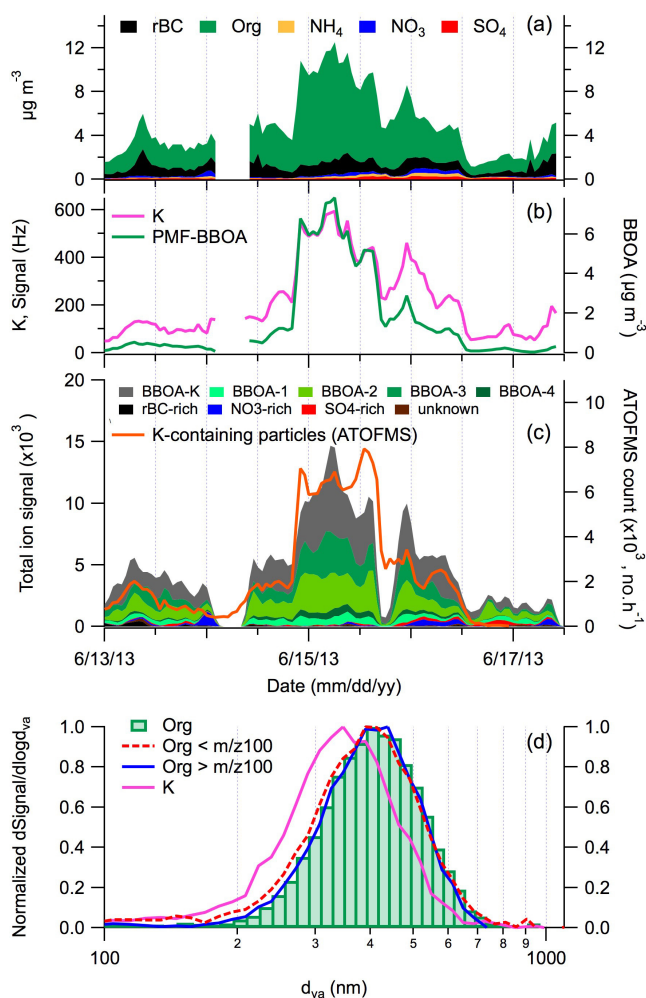 rBC Org NH4 NO3 SO4 (a)
12
8
4
0
µg m-3
12
8
4
0
K
PMF-BBOA
(b)
600
400
200
0
K, Signal (Hz)
6
4
2
0
BBOA (µg m-3)
BBOA-K BBOA-1 BBOA-2 BBOA-3 BBOA-4
rBC-rich NO3-rich SO4-rich unknown
K-containing particles (ATOFMS) (c)
20
15
10
5
0
Total ion signal (x10^3)
10
8
6
4
2
0
ATOFMS count (x10^3, no.h-1)
6/13/13 6/15/13 6/17/13
Date (mm/dd/yy)
Org
Org < m/z100
Org > m/z100
K
(d)
1.0
0.8
0.6
0.4
0.2
0.0
Normalized dSignal/dlogdva
1.0
0.8
0.6
0.4
0.2
0.0
100 2 3 4 5 6 7 8 9 1000
dva (nm)